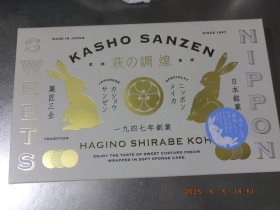 MADE IN JAPAN
SINCE 1947
KASHO SANZEN
SWEETS
NIPPON
萩の調 煌
JAPANESE
SPECIALTY
カショウ
サンゼン
ニッポン
メイカ
菓匠三全
日本銘菓
TRADITION
一九四七年創業
HAGINO SHIRABE KOH
ENJOY THE TASTE OF SWEET CUSTARD CREAM
WRAPPED IN SOFT SPONGE CAKE.
2025 6 5 18:51